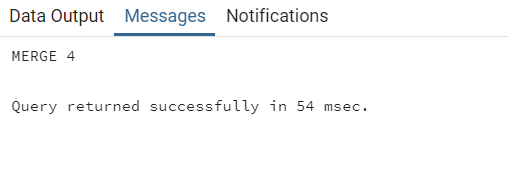 Data Output Messages Notifications
MERGE 4
Query returned successfully in 54 msec.